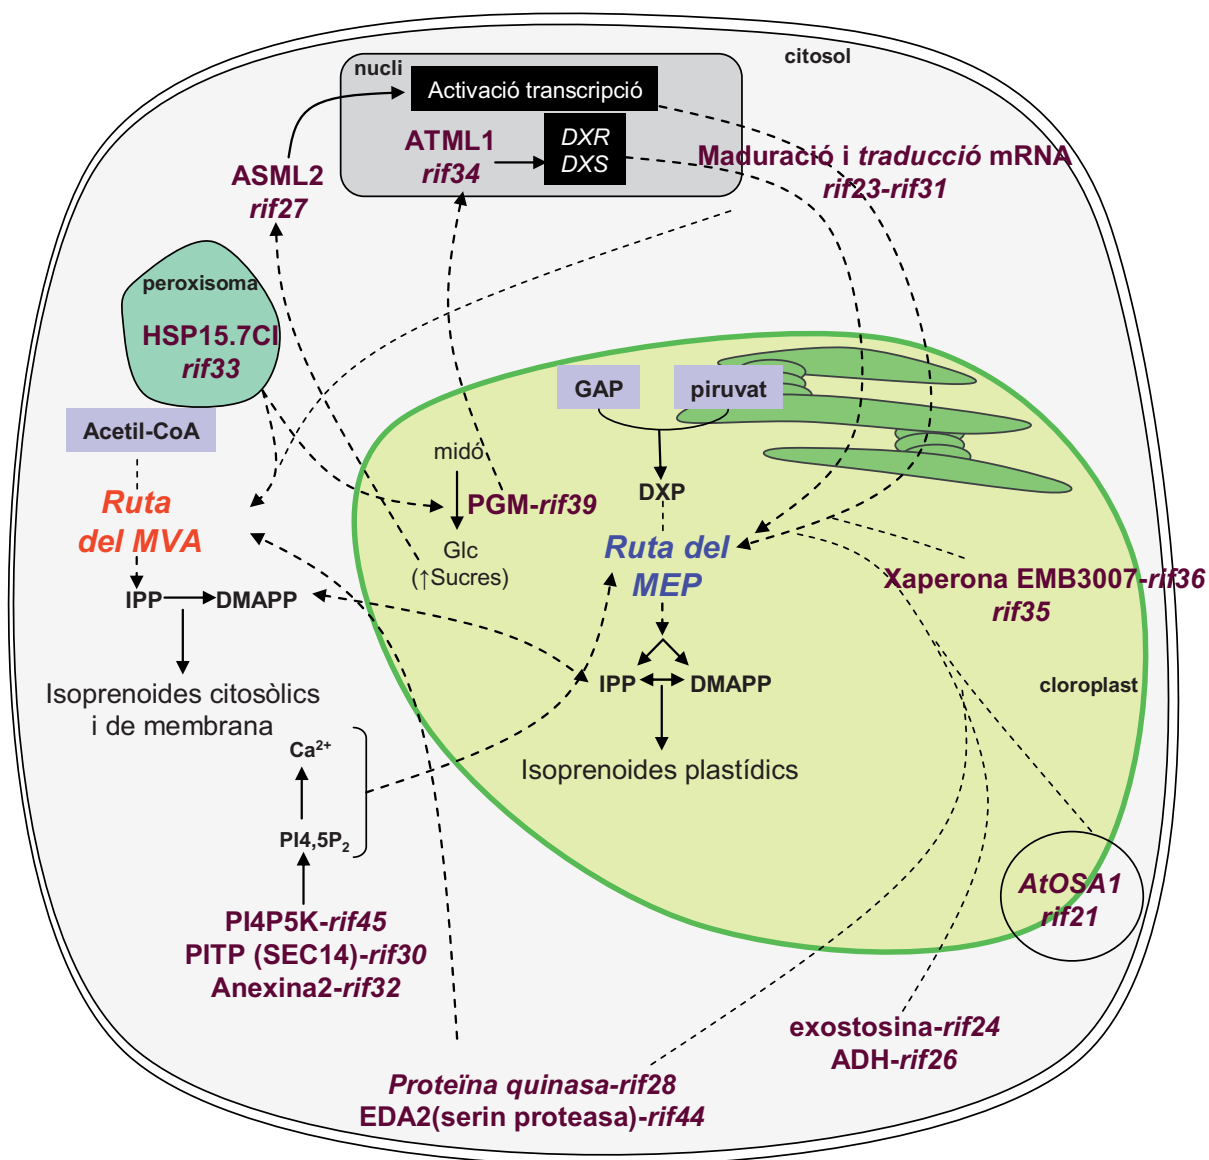 citosol
nucli
Activació transcripció
ATML1
rif34
DXR
DXS
Maduració i traducció mRNA
rif23-rif31
ASML2
rif27
peroxisoma
HSP15.7CI
rif33
Acetil-CoA
GAP
piruvat
midó
PGM-rif39
Glc
(↑Sucres)
DXP
Ruta
del MVA
Ruta del
MEP
Xaperona EMB3007-rif36
rif35
IPP
DMAPP
IPP
DMAPP
cloroplast
Isoprenoides citosòlics
i de membrana
Isoprenoides plastídics
Ca2+
PI4,5P2
AtOSA1
rif21
PI4P5K-rif45
PITP (SEC14)-rif30
Anexina2-rif32
exostosina-rif24
ADH-rif26
Proteïna quinasa-rif28
EDA2(serin proteasa)-rif44